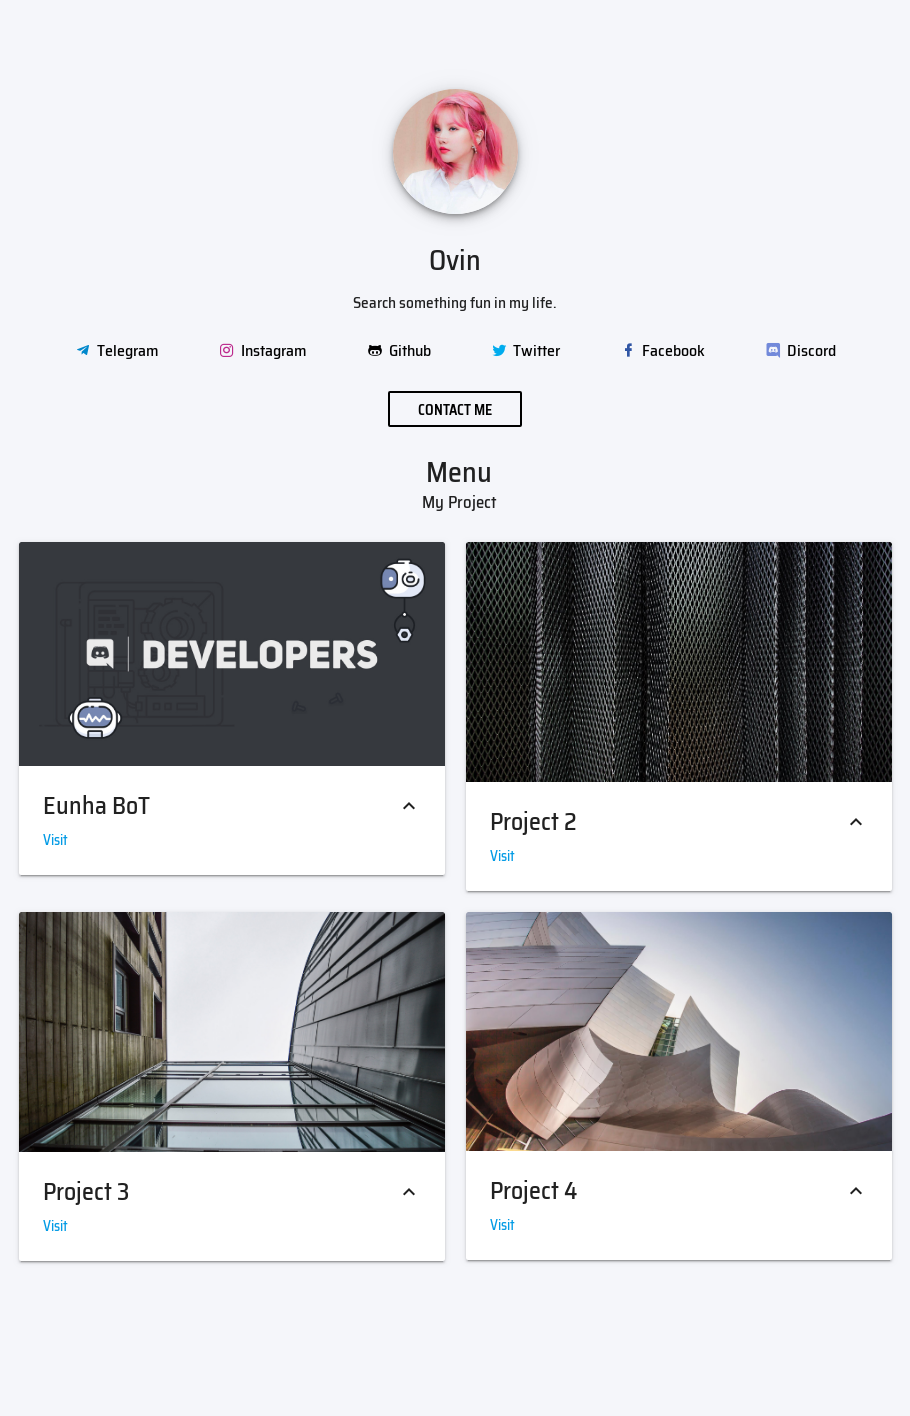 Ovin
Search something fun in my life.
Telegram Instagram Github Twitter Facebook Discord
CONTACT ME
Menu
My Project
DEVELOPERS
Eunha BoT
Visit
Project 2
Visit
Project 3
Visit
Project 4
Visit